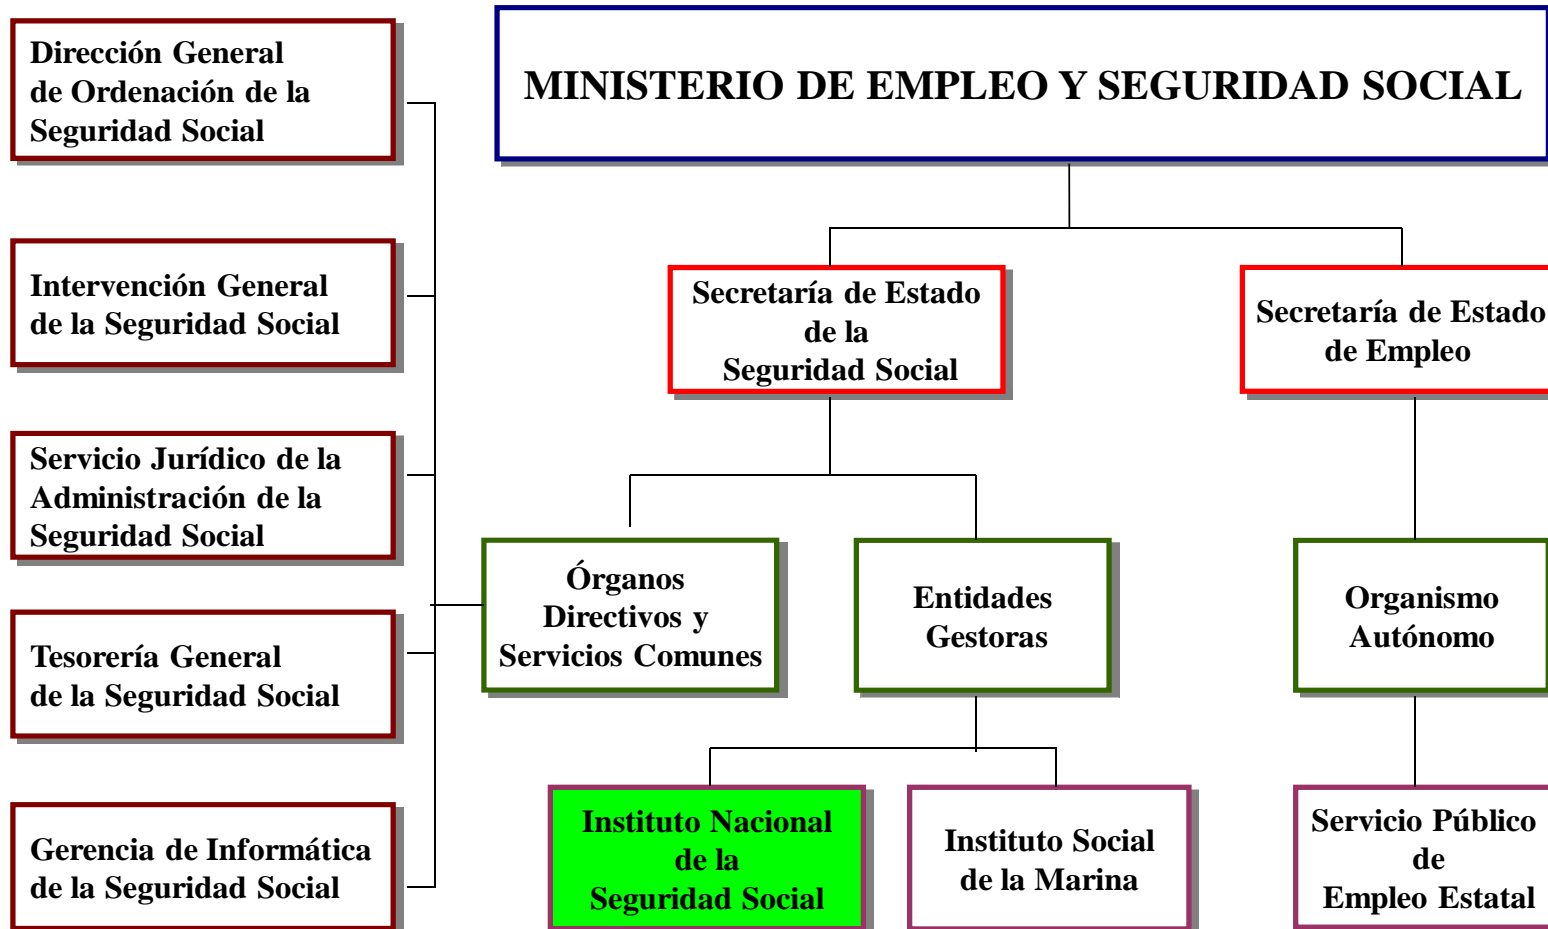 MINISTERIO DE EMPLEO Y SEGURIDAD SOCIAL
Dirección General
de Ordenación de la
Seguridad Social
Intervención General
de la Seguridad Social
Servicio Jurídico de la
Administración de la
Seguridad Social
Tesorería General
de la Seguridad Social
Gerencia de Informática
de la Seguridad Social
Secretaría de Estado
de la
Seguridad Social
Secretaría de Estado
de Empleo
Órganos
Directivos y
Servicios Comunes
Entidades
Gestoras
Organismo
Autónomo
Instituto Nacional
de la
Seguridad Social
Instituto Social
de la Marina
Servicio Público
de
Empleo Estatal